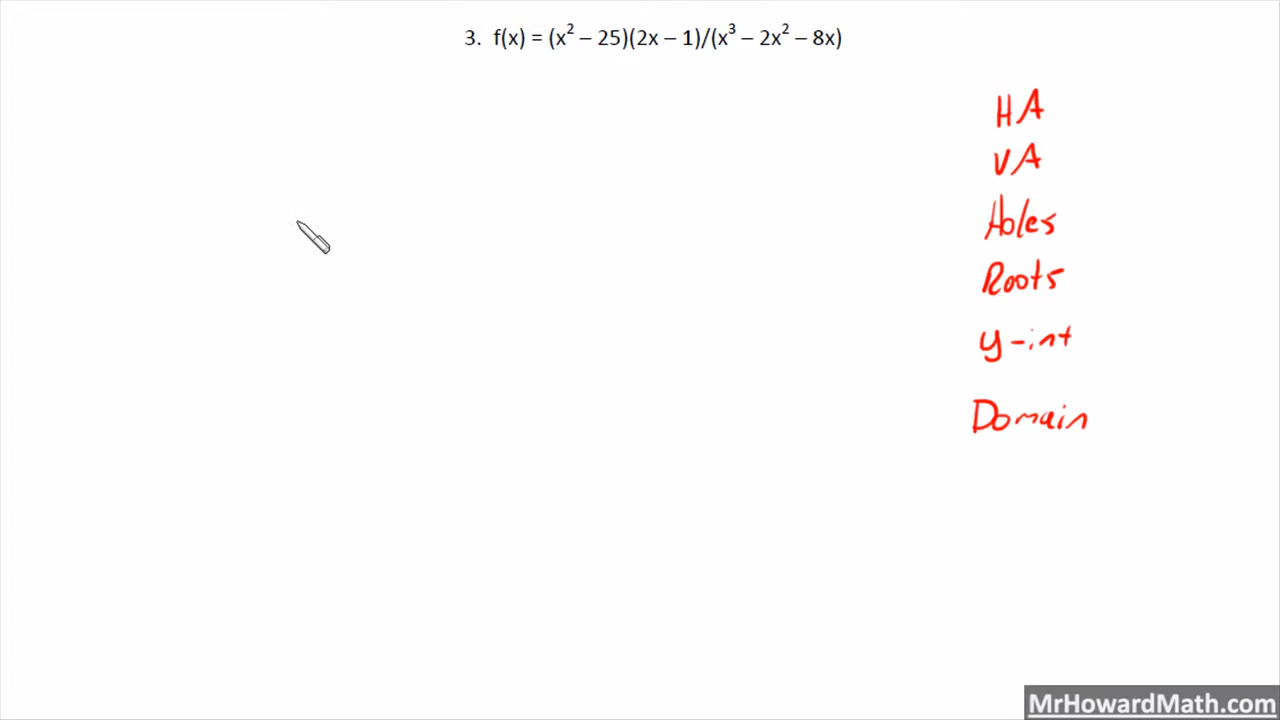 3. f(x) = (x² – 25)(2x – 1)/(x³ – 2x² – 8x)
HA
VA
Holes
Roots
y-int
Domain
MrHowardMath.com